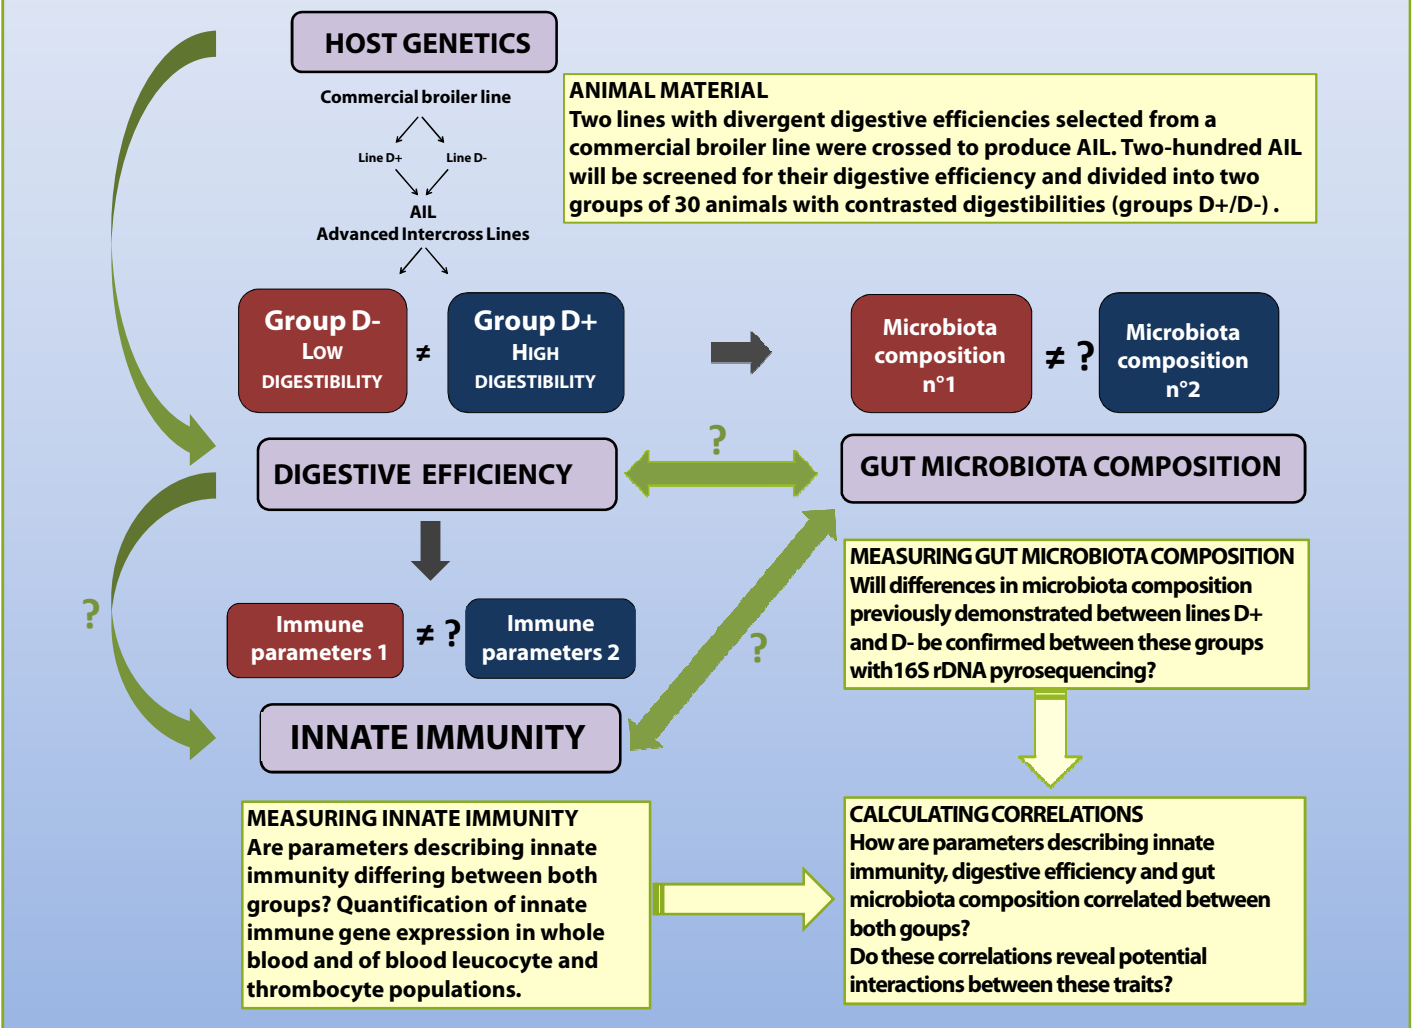 HOST GENETICS
Commercial broiler line
Line D+
Line D-
AIL
Advanced Intercross Lines
ANIMAL MATERIAL
Two lines with divergent digestive efficiencies selected from a
commercial broiler line were crossed to produce AIL. Two-hundred AIL
will be screened for their digestive efficiency and divided into two
groups of 30 animals with contrasted digestibilities (groups D+/D-) .
Group D-
LOW
DIGESTIBILITY
≠
Group D+
HIGH
DIGESTIBILITY
Microbiota
composition
n°1
≠ ?
Microbiota
composition
n°2
DIGESTIVE EFFICIENCY
?
GUT MICROBIOTA COMPOSITION
?
Immune
parameters 1
≠ ?
Immune
parameters 2
?
INNATE IMMUNITY
MEASURING GUT MICROBIOTA COMPOSITION
Will differences in microbiota composition
previously demonstrated between lines D+
and D- be confirmed between these groups
with16S rDNA pyrosequencing?
MEASURING INNATE IMMUNITY
Are parameters describing innate
immunity differing between both
groups? Quantification of innate
immune gene expression in whole
blood and of blood leucocyte and
thrombocyte populations.
CALCULATING CORRELATIONS
How are parameters describing innate
immunity, digestive efficiency and gut
microbiota composition correlated between
both goups?
Do these correlations reveal potential
interactions between these traits?